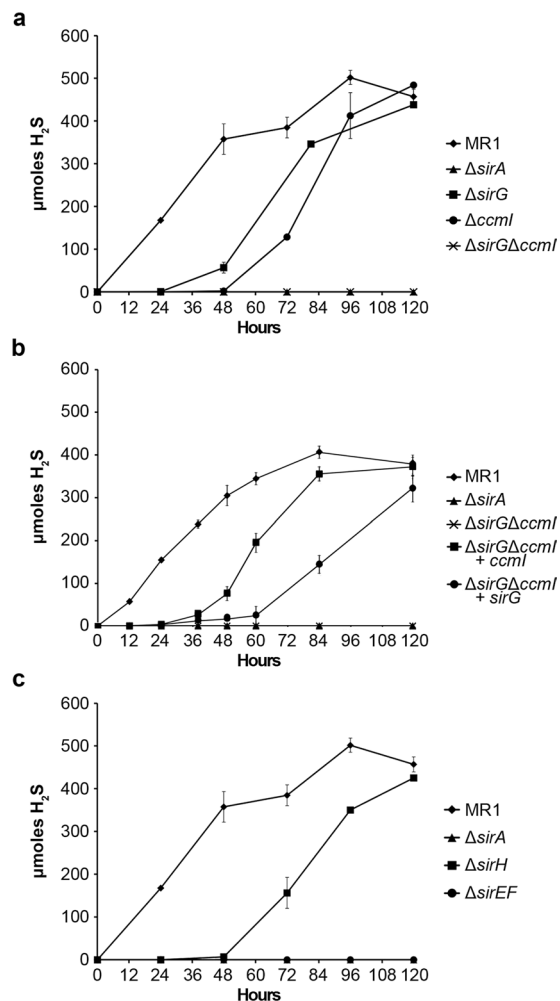 a
600
500
400
300
200
100
0
μmoles H₂S
0 12 24 36 48 60 72 84 96 108 120
Hours
MR1
ΔsirA
ΔsirG
ΔccmI
ΔsirGΔccmI
b
600
500
400
300
200
100
0
μmoles H₂S
0 12 24 36 48 60 72 84 96 108 120
Hours
MR1
ΔsirA
ΔsirGΔccmI
ΔsirGΔccmI
+ ccmI
ΔsirGΔccmI
+ sirG
c
600
500
400
300
200
100
0
μmoles H₂S
0 12 24 36 48 60 72 84 96 108 120
Hours
MR1
ΔsirA
ΔsirH
ΔsirEF